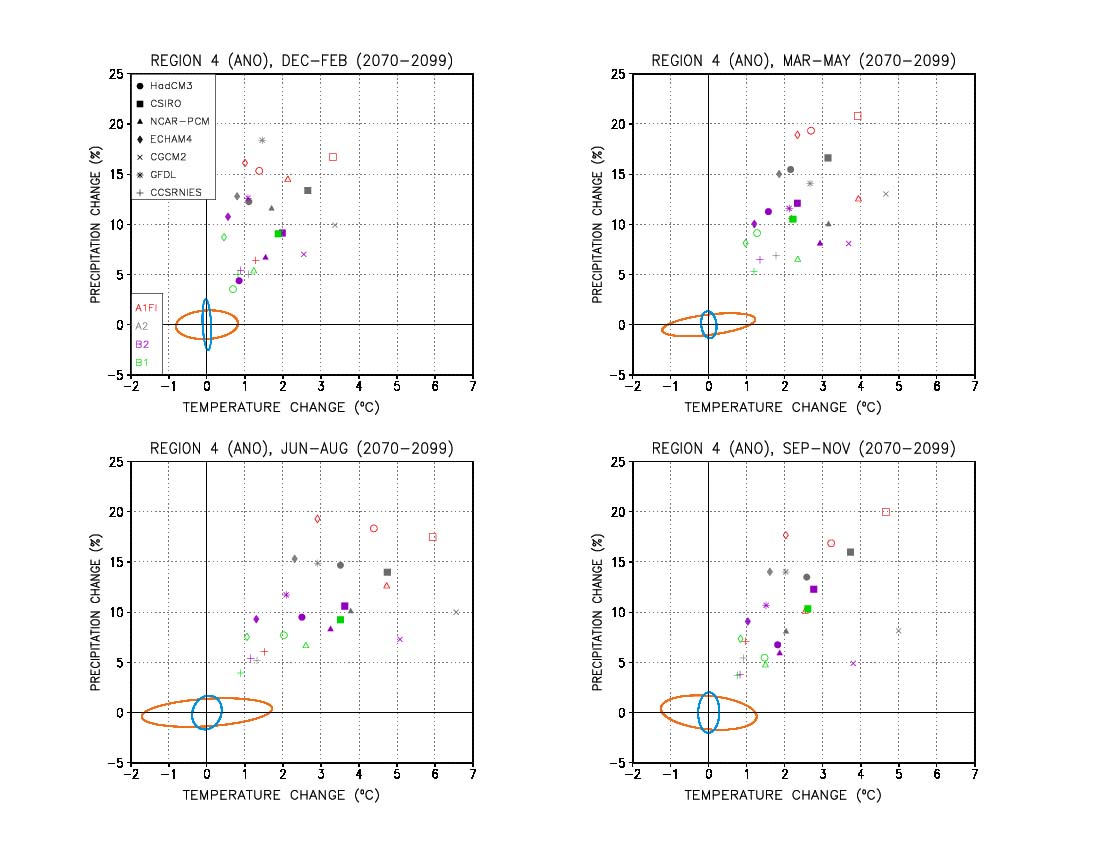 REGION 4 (ANO), DEC-FEB (2070-2099)
25
20
15
10
5
0
-5
-2 -1 0 1 2 3 4 5 6 7
PRECIPITATION CHANGE (%)
TEMPERATURE CHANGE (ºC)
HadCM3
CSIRO
NCAR-PCM
ECHAM4
CGCM2
GFDL
CCSRNIES
A1FI
A2
B2
B1
REGION 4 (ANO), MAR-MAY (2070-2099)
25
20
15
10
5
0
-5
-2 -1 0 1 2 3 4 5 6 7
PRECIPITATION CHANGE (%)
TEMPERATURE CHANGE (ºC)
REGION 4 (ANO), JUN-AUG (2070-2099)
25
20
15
10
5
0
-5
-2 -1 0 1 2 3 4 5 6 7
PRECIPITATION CHANGE (%)
TEMPERATURE CHANGE (ºC)
REGION 4 (ANO), SEP-NOV (2070-2099)
25
20
15
10
5
0
-5
-2 -1 0 1 2 3 4 5 6 7
PRECIPITATION CHANGE (%)
TEMPERATURE CHANGE (ºC)